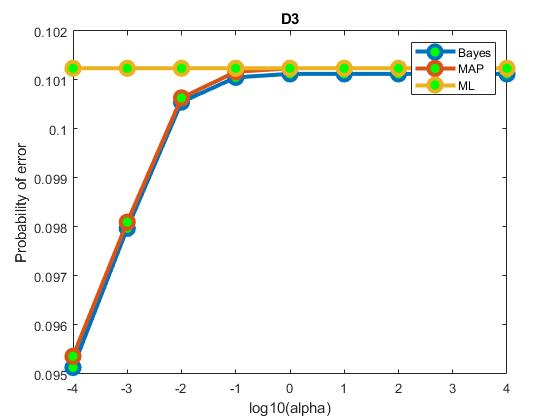 D3
0.102
0.101
0.1
0.099
0.098
0.097
0.096
0.095
Probability of error
Bayes
MAP
ML
-4 -3 -2 -1 0 1 2 3 4
log10(alpha)